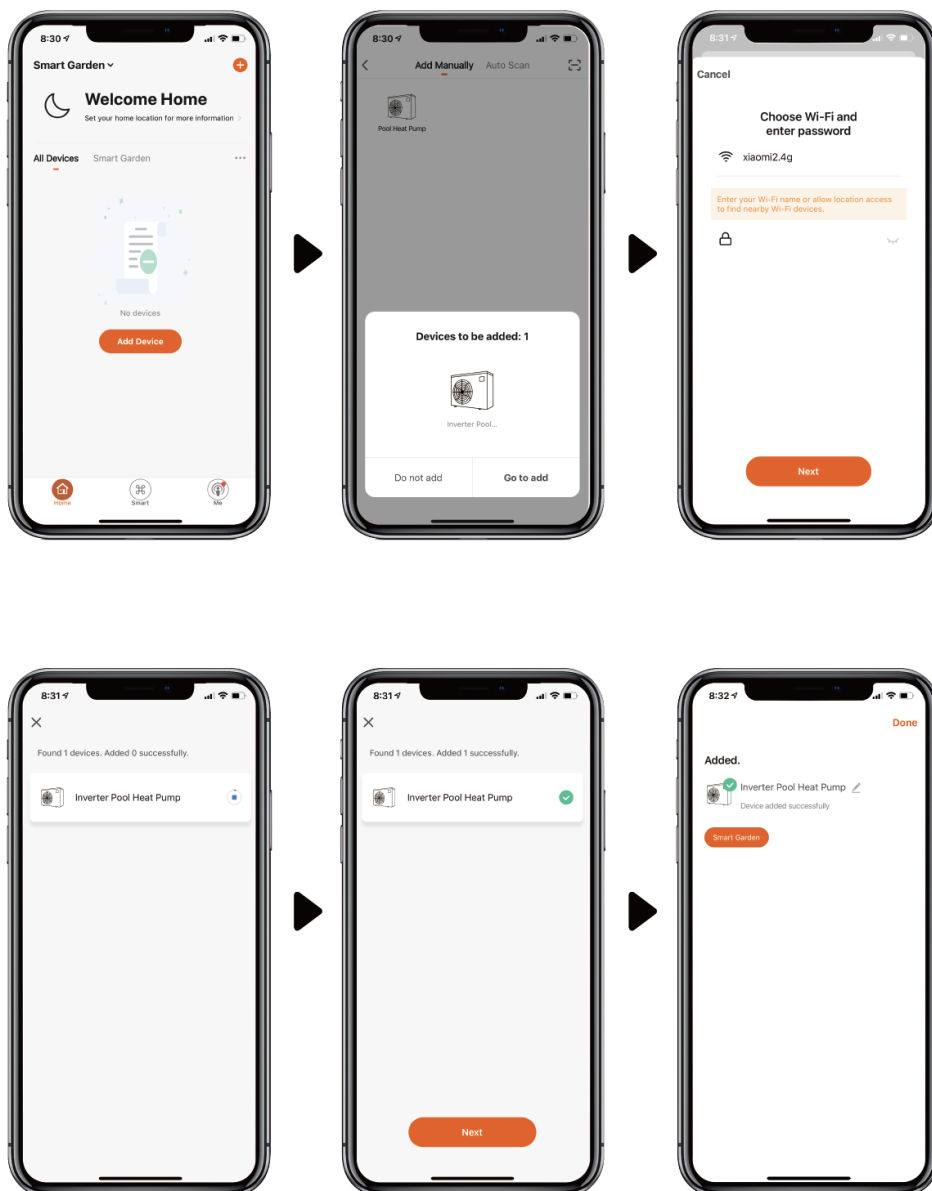 8:30
Smart Garden
Welcome Home
Set your home location for more information
All Devices Smart Garden
No devices
Add Device
Home Smart Me
8:30
Add Manually Auto Scan
Pool Heat Pump
Devices to be added: 1
Inverter Pool...
Do not add Go to add
8:31
Cancel
Choose Wi-Fi and
enter password
xiaomi2.4g
Enter your Wi-Fi name or allow location access
to find nearby Wi-Fi devices.
Next
8:31
Found 1 devices. Added 0 successfully.
Inverter Pool Heat Pump
8:31
Found 1 devices. Added 1 successfully.
Inverter Pool Heat Pump
Next
8:32
Done
Added.
Inverter Pool Heat Pump
Device added successfully
Smart Garden